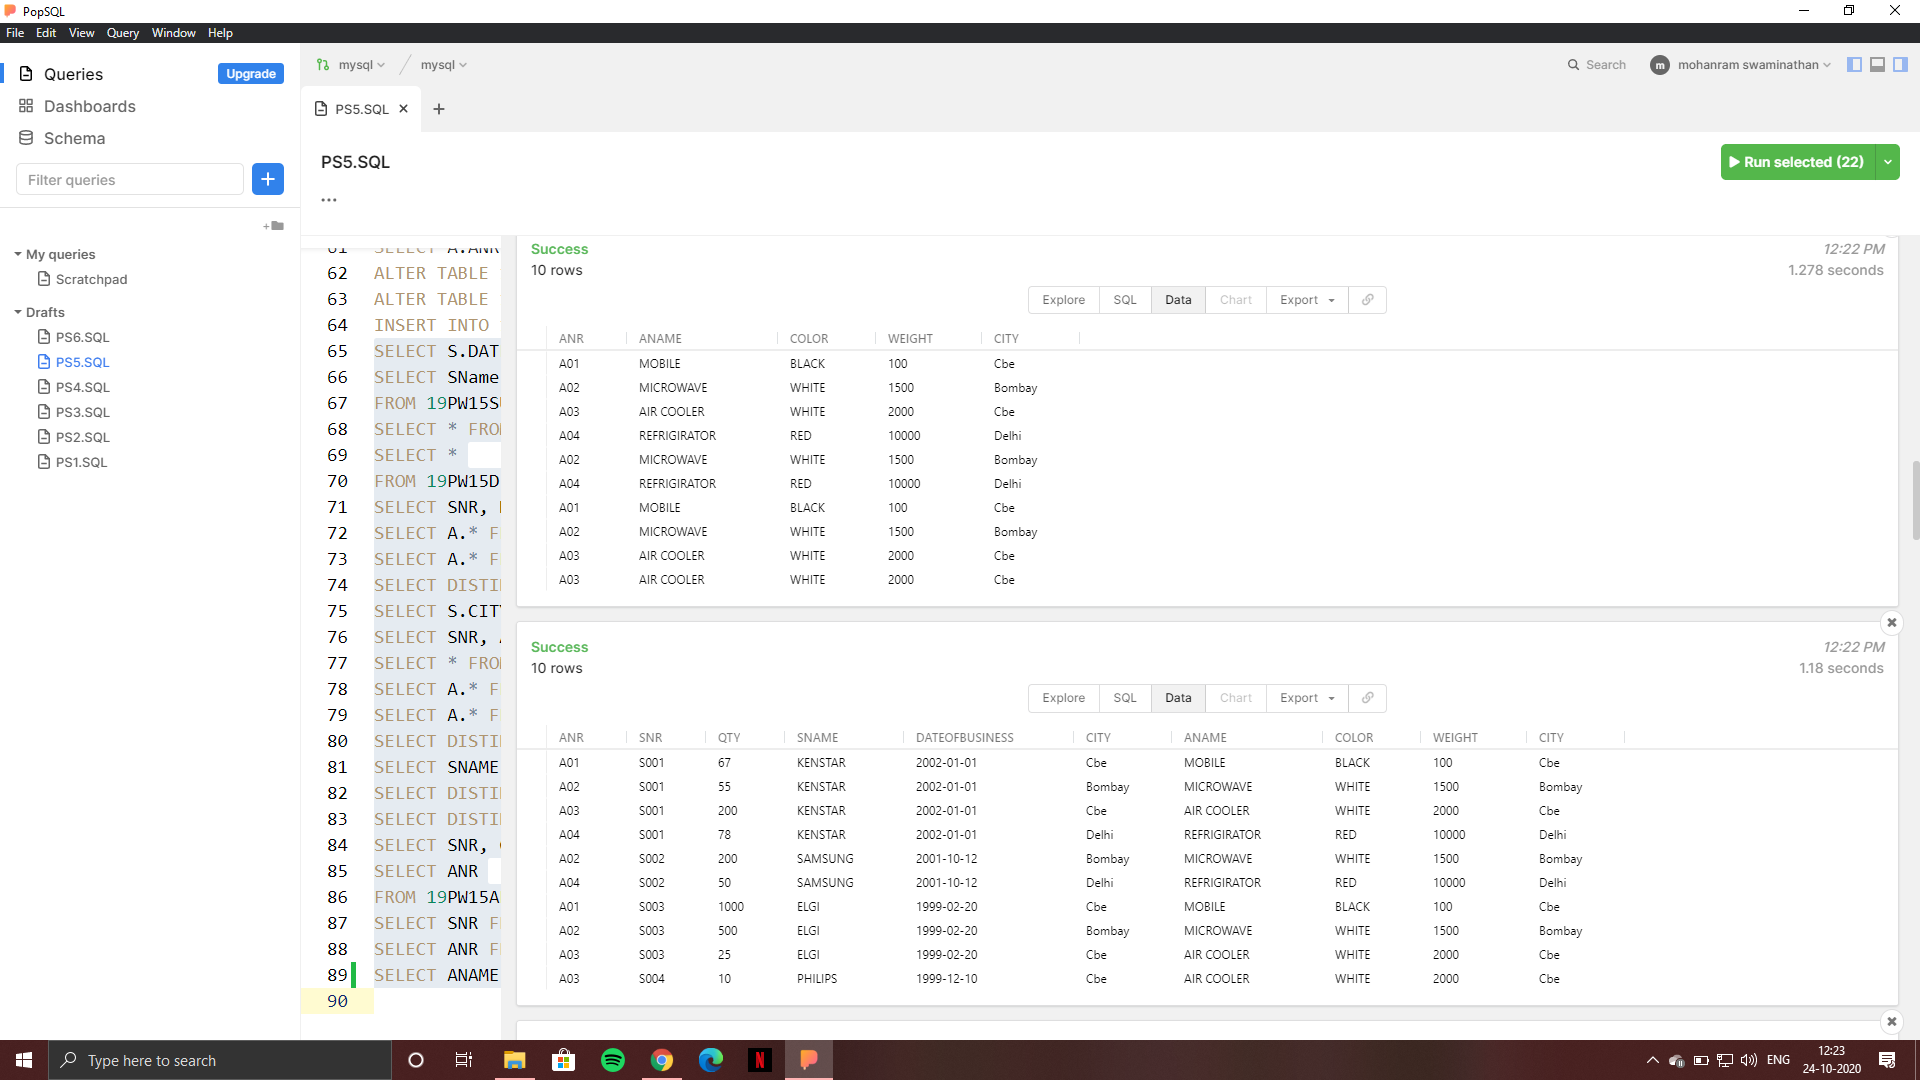 PopSQL
File Edit View Query Window Help
Queries Upgrade
Dashboards
Schema
Filter queries
My queries
Scratchpad
Drafts
PS6.SQL
PS5.SQL
PS4.SQL
PS3.SQL
PS2.SQL
PS1.SQL
mysql mysql Search m mohanram swaminathan
PS5.SQL
PS5.SQL Run selected (22)
...
62 ALTER TABLE
63 ALTER TABLE
64 INSERT INTO
65 SELECT S.DAT
66 SELECT SName
67 FROM 19PW15S
68 SELECT * FRO
69 SELECT *
70 FROM 19PW15D
71 SELECT SNR,
72 SELECT A.* F
73 SELECT A.* F
74 SELECT DISTI
75 SELECT S.CIT
76 SELECT SNR,
77 SELECT * FRO
78 SELECT A.* F
79 SELECT A.* F
80 SELECT DISTI
81 SELECT SNAME
82 SELECT DISTI
83 SELECT DISTI
84 SELECT SNR,
85 SELECT ANR
86 FROM 19PW15A
87 SELECT SNR F
88 SELECT ANR F
89 SELECT ANAME
90
Success 12:22 PM
10 rows 1.278 seconds
Explore SQL Data Chart Export
ANR ANAME COLOR WEIGHT CITY
A01 MOBILE BLACK 100 Cbe
A02 MICROWAVE WHITE 1500 Bombay
A03 AIR COOLER WHITE 2000 Cbe
A04 REFRIGIRATOR RED 10000 Delhi
A02 MICROWAVE WHITE 1500 Bombay
A04 REFRIGIRATOR RED 10000 Delhi
A01 MOBILE BLACK 100 Cbe
A02 MICROWAVE WHITE 1500 Bombay
A03 AIR COOLER WHITE 2000 Cbe
A03 AIR COOLER WHITE 2000 Cbe
Success 12:22 PM
10 rows 1.18 seconds
Explore SQL Data Chart Export
ANR SNR QTY SNAME DATEOFBUSINESS CITY ANAME COLOR WEIGHT CITY
A01 S001 67 KENSTAR 2002-01-01 Cbe MOBILE BLACK 100 Cbe
A02 S001 55 KENSTAR 2002-01-01 Bombay MICROWAVE WHITE 1500 Bombay
A03 S001 200 KENSTAR 2002-01-01 Cbe AIR COOLER WHITE 2000 Cbe
A04 S001 78 KENSTAR 2002-01-01 Delhi REFRIGIRATOR RED 10000 Delhi
A02 S002 200 SAMSUNG 2001-10-12 Bombay MICROWAVE WHITE 1500 Bombay
A04 S002 50 SAMSUNG 2001-10-12 Delhi REFRIGIRATOR RED 10000 Delhi
A01 S003 1000 ELGI 1999-02-20 Cbe MOBILE BLACK 100 Cbe
A02 S003 500 ELGI 1999-02-20 Bombay MICROWAVE WHITE 1500 Bombay
A03 S003 25 ELGI 1999-02-20 Cbe AIR COOLER WHITE 2000 Cbe
A03 S004 10 PHILIPS 1999-12-10 Cbe AIR COOLER WHITE 2000 Cbe
Type here to search
ENG 12:23
24-10-2020